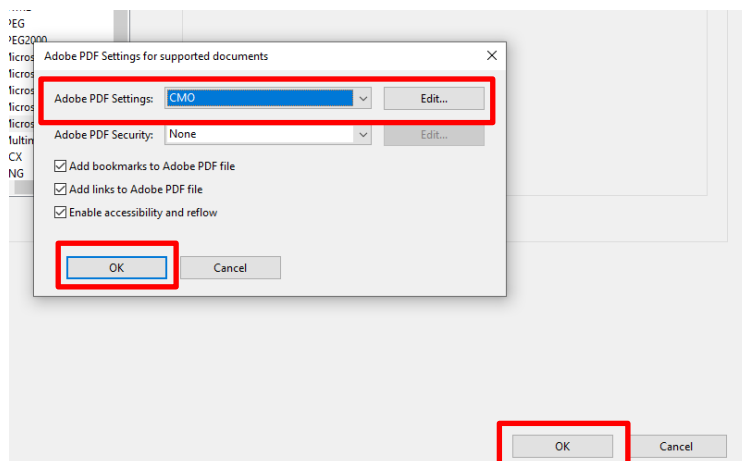 PEG
PEG2000
Adobe PDF Settings for supported documents
Adobe PDF Settings: CMO Edit...
Adobe PDF Security: None Edit...
Add bookmarks to Adobe PDF file
CX
NG
Add links to Adobe PDF file
Enable accessibility and reflow
OK Cancel
OK Cancel